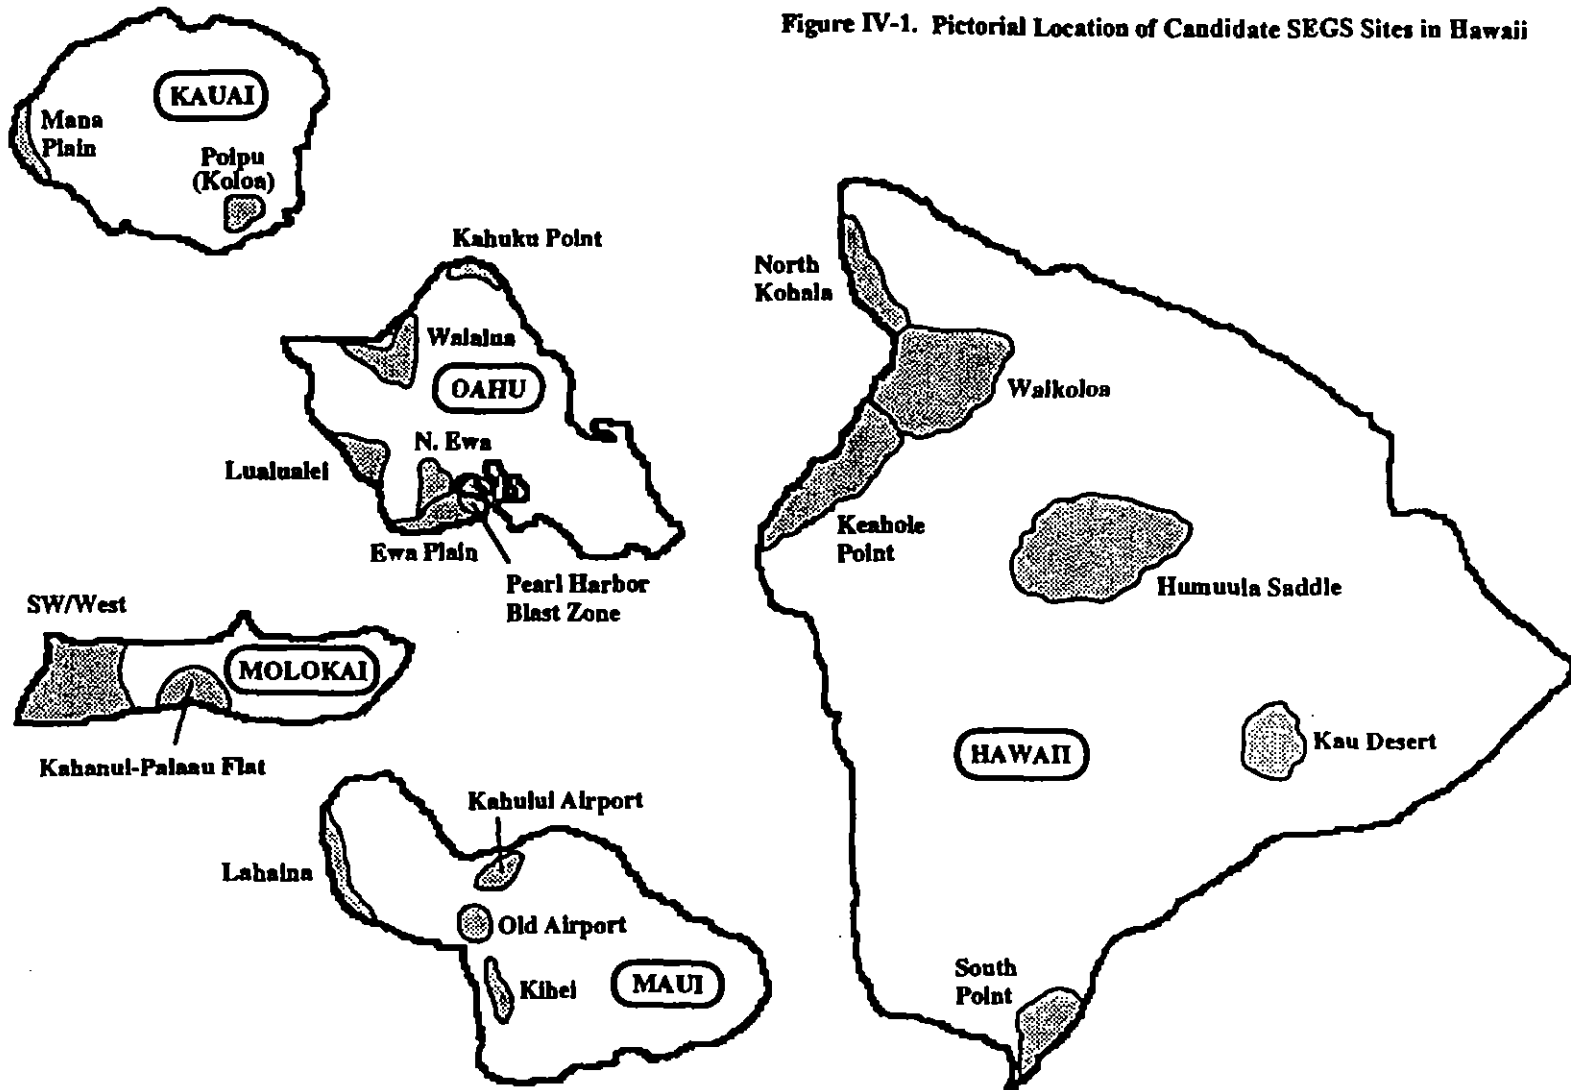 Figure IV-1. Pictorial Location of Candidate SEGS Sites in Hawaii
KAUAI
Mana
Plain
Poipu
(Koloa)
Kahuku Point
Waialua
OAHU
N. Ewa
Lualualei
Ewa Plain
Pearl Harbor
Blast Zone
SW/West
MOLOKAI
Kahanui-Palaau Flat
Kahului Airport
Lahaina
Old Airport
Kihei
MAUI
North
Kohala
Waikoloa
Keahole
Point
Humuula Saddle
HAWAII
Kau Desert
South
Point